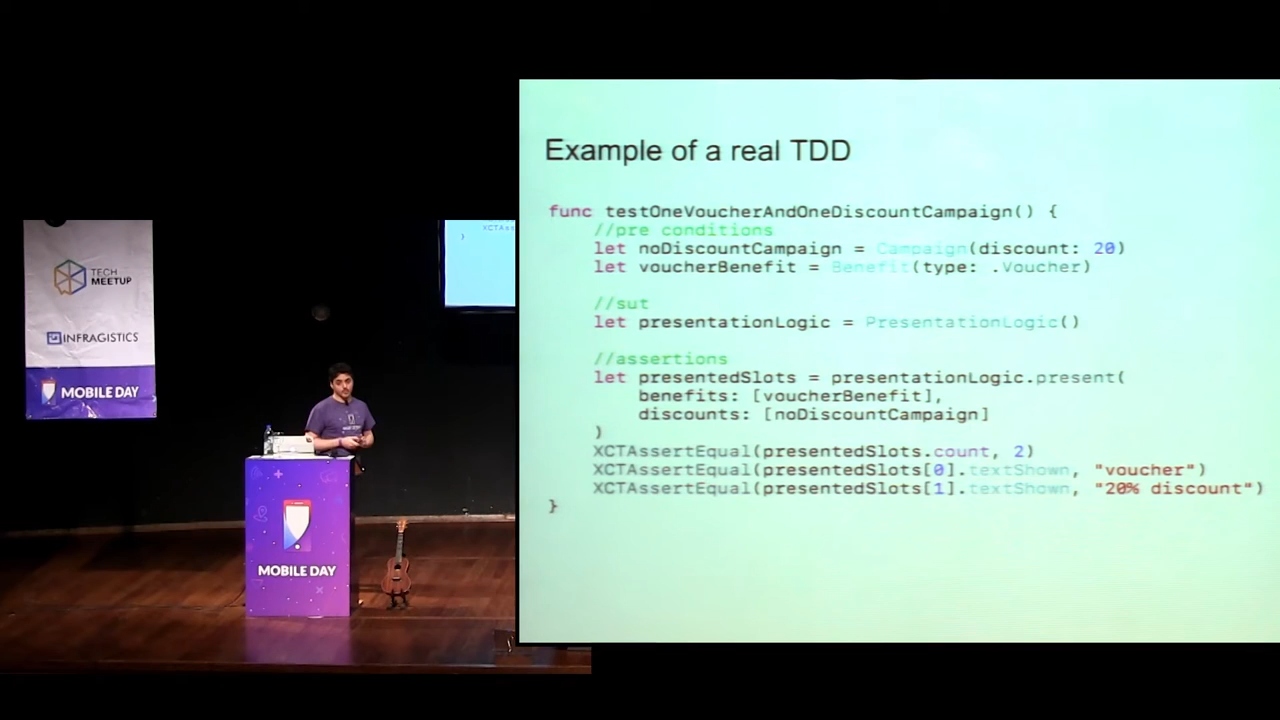 TECH
MEETUP
INFRAGISTICS
MOBILE DAY
MOBILE DAY
XCTAsse
}
Example of a real TDD
func testOneVoucherAndOneDiscountCampaign() {
//pre conditions
let noDiscountCampaign = Campaign(discount: 20)
let voucherBenefit = Benefit(type: .Voucher)
//sut
let presentationLogic = PresentationLogic()
//assertions
let presentedSlots = presentationLogic.present(
benefits: [voucherBenefit],
discounts: [noDiscountCampaign]
)
XCTAssertEqual(presentedSlots.count, 2)
XCTAssertEqual(presentedSlots[0].textShown, "voucher")
XCTAssertEqual(presentedSlots[1].textShown, "20% discount")
}